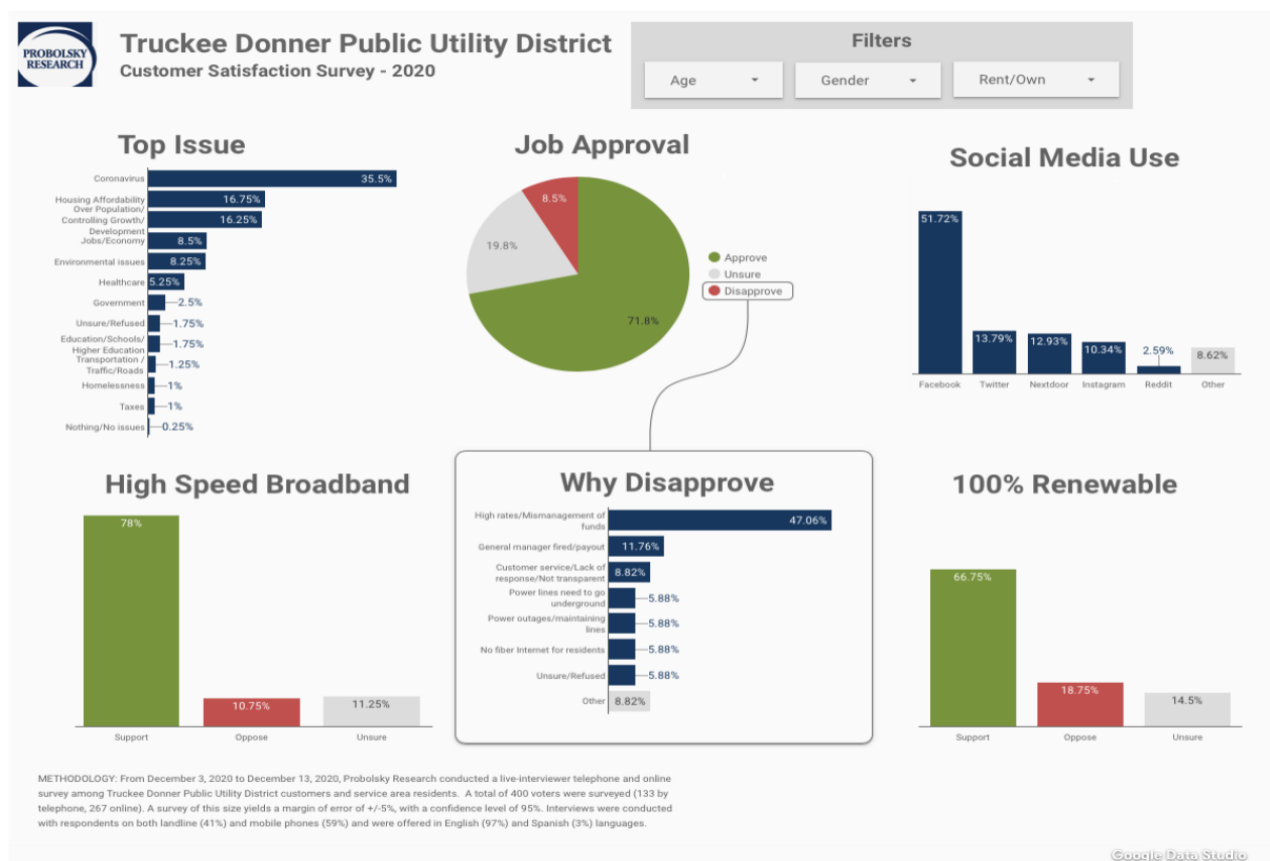 PROBOLSKY
RESEARCH
Truckee Donner Public Utility District
Customer Satisfaction Survey - 2020
Filters
Age
Gender
Rent/Own
Top Issue
Coronavirus
35.5%
Housing Affordability
16.75%
Over Population/
Controlling Growth/
Development
16.25%
Jobs/Economy
8.5%
Environmental issues
8.25%
Healthcare
5.25%
Government
2.5%
Unsure/Refused
1.75%
Education/Schools/
Higher Education
1.75%
Transportation /
Traffic/Roads
1.25%
Homelessness
1%
Taxes
1%
Nothing/No issues
0.25%
Job Approval
8.5%
19.8%
71.8%
Approve
Unsure
Disapprove
Social Media Use
51.72%
13.79%
12.93%
10.34%
2.59%
8.62%
Facebook
Twitter
Nextdoor
Instagram
Reddit
Other
High Speed Broadband
78%
10.75%
11.25%
Support
Oppose
Unsure
Why Disapprove
High rates/Mismanagement of
funds
47.06%
General manager fired/payout
11.76%
Customer service/Lack of
response/Not transparent
8.82%
Power lines need to go
underground
5.88%
Power outages/maintaining
lines
5.88%
No fiber Internet for residents
5.88%
Unsure/Refused
5.88%
Other
8.82%
100% Renewable
66.75%
18.75%
14.5%
Support
Oppose
Unsure
METHODOLOGY: From December 3, 2020 to December 13, 2020, Probolsky Research conducted a live-interviewer telephone and online
survey among Truckee Donner Public Utility District customers and service area residents. A total of 400 voters were surveyed (133 by
telephone, 267 online). A survey of this size yields a margin of error of +/-5%, with a confidence level of 95%. Interviews were conducted
with respondents on both landline (41%) and mobile phones (59%) and were offered in English (97%) and Spanish (3%) languages.
Google Data Studio